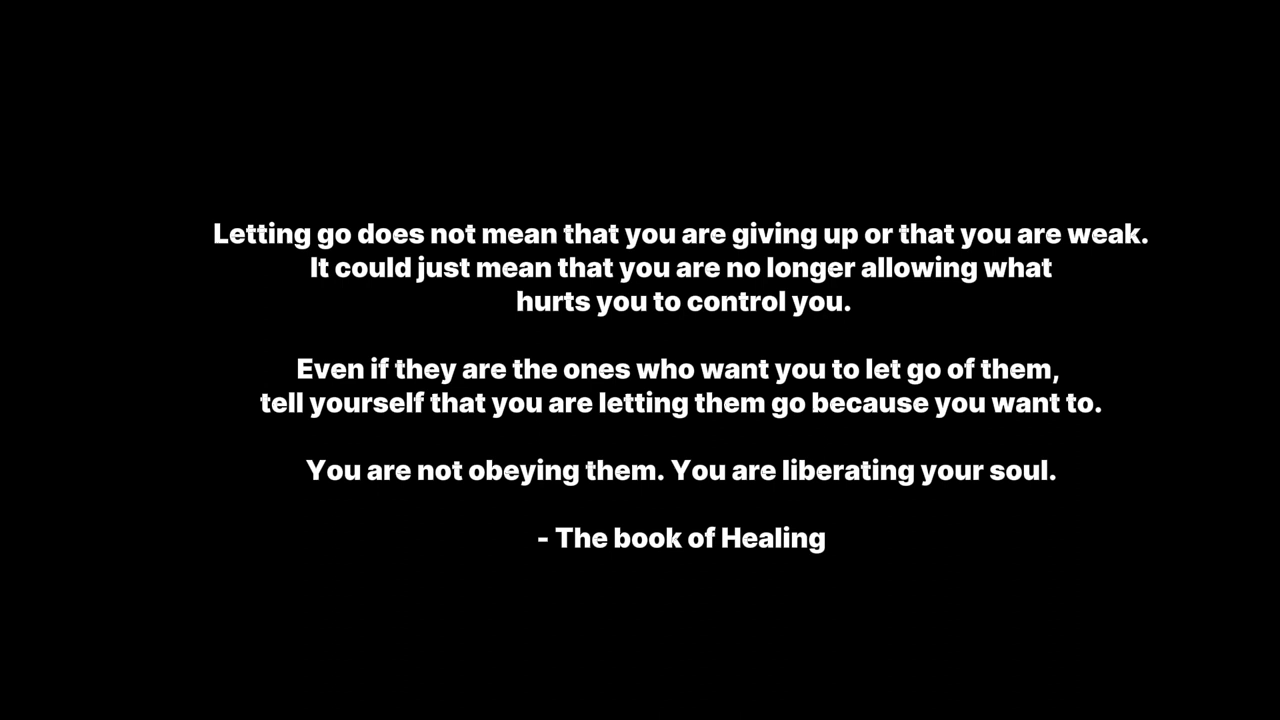 Letting go does not mean that you are giving up or that you are weak.
It could just mean that you are no longer allowing what
hurts you to control you.
Even if they are the ones who want you to let go of them,
tell yourself that you are letting them go because you want to.
You are not obeying them. You are liberating your soul.
- The book of Healing